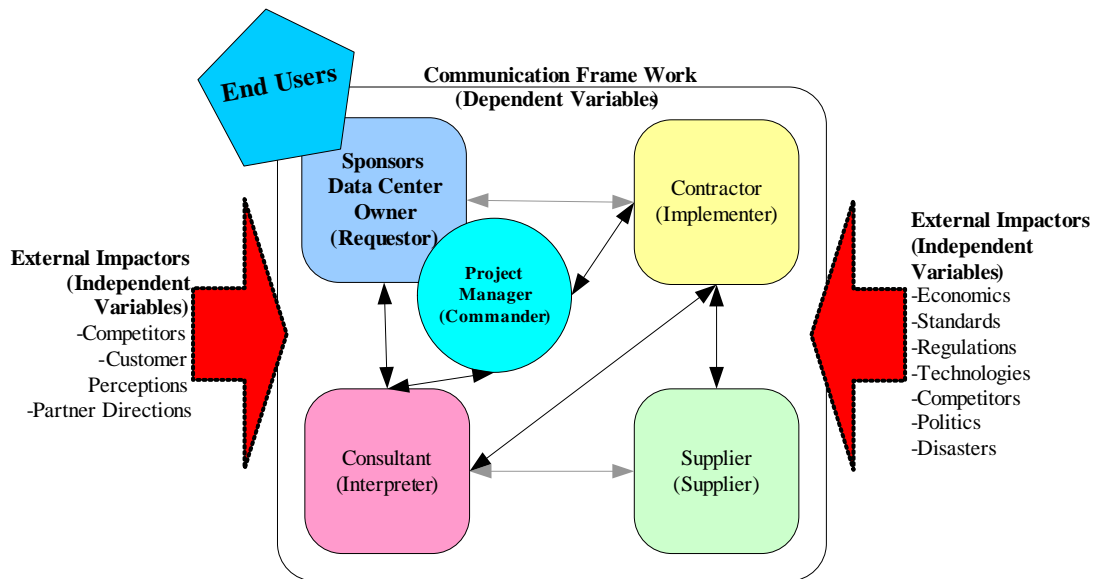 End Users
Communication Frame Work
(Dependent Variables)
Sponsors
Data Center
Owner
(Requestor)
Contractor
(Implementer)
Project
Manager
(Commander)
External Impactors
(Independent
Variables)
-Competitors
-Customer
Perceptions
-Partner Directions
External Impactors
(Independent
Variables)
-Economics
-Standards
-Regulations
-Technologies
-Competitors
-Politics
-Disasters
Consultant
(Interpreter)
Supplier
(Supplier)